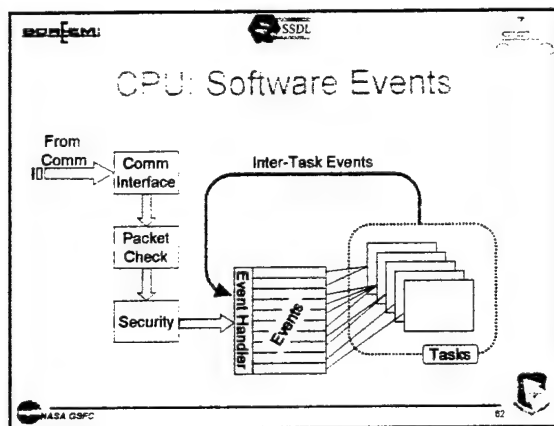 SSDL
CPU: Software Events
From
Comm
Comm
Interface
Inter-Task Events
Packet
Check
Security
Event Handler
Events
Tasks
NASA GSFC
62